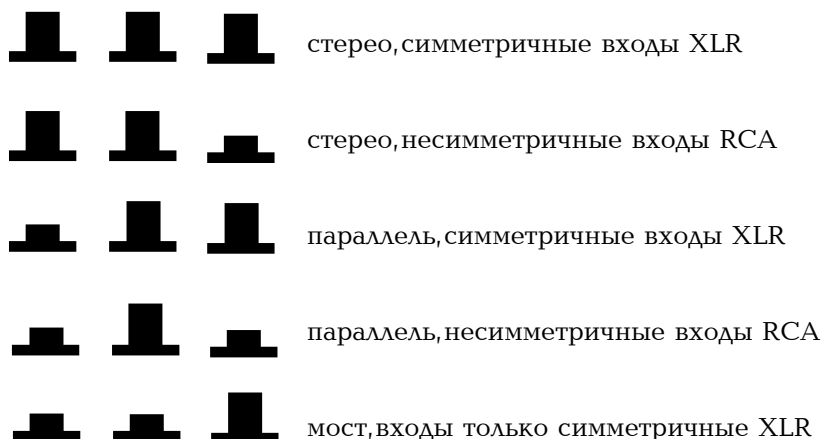 стерео,симметричные входы XLR
стерео,несимметричные входы RCA
параллель,симметричные входы XLR
параллель,несимметричные входы RCA
мост,входы только симметричные XLR